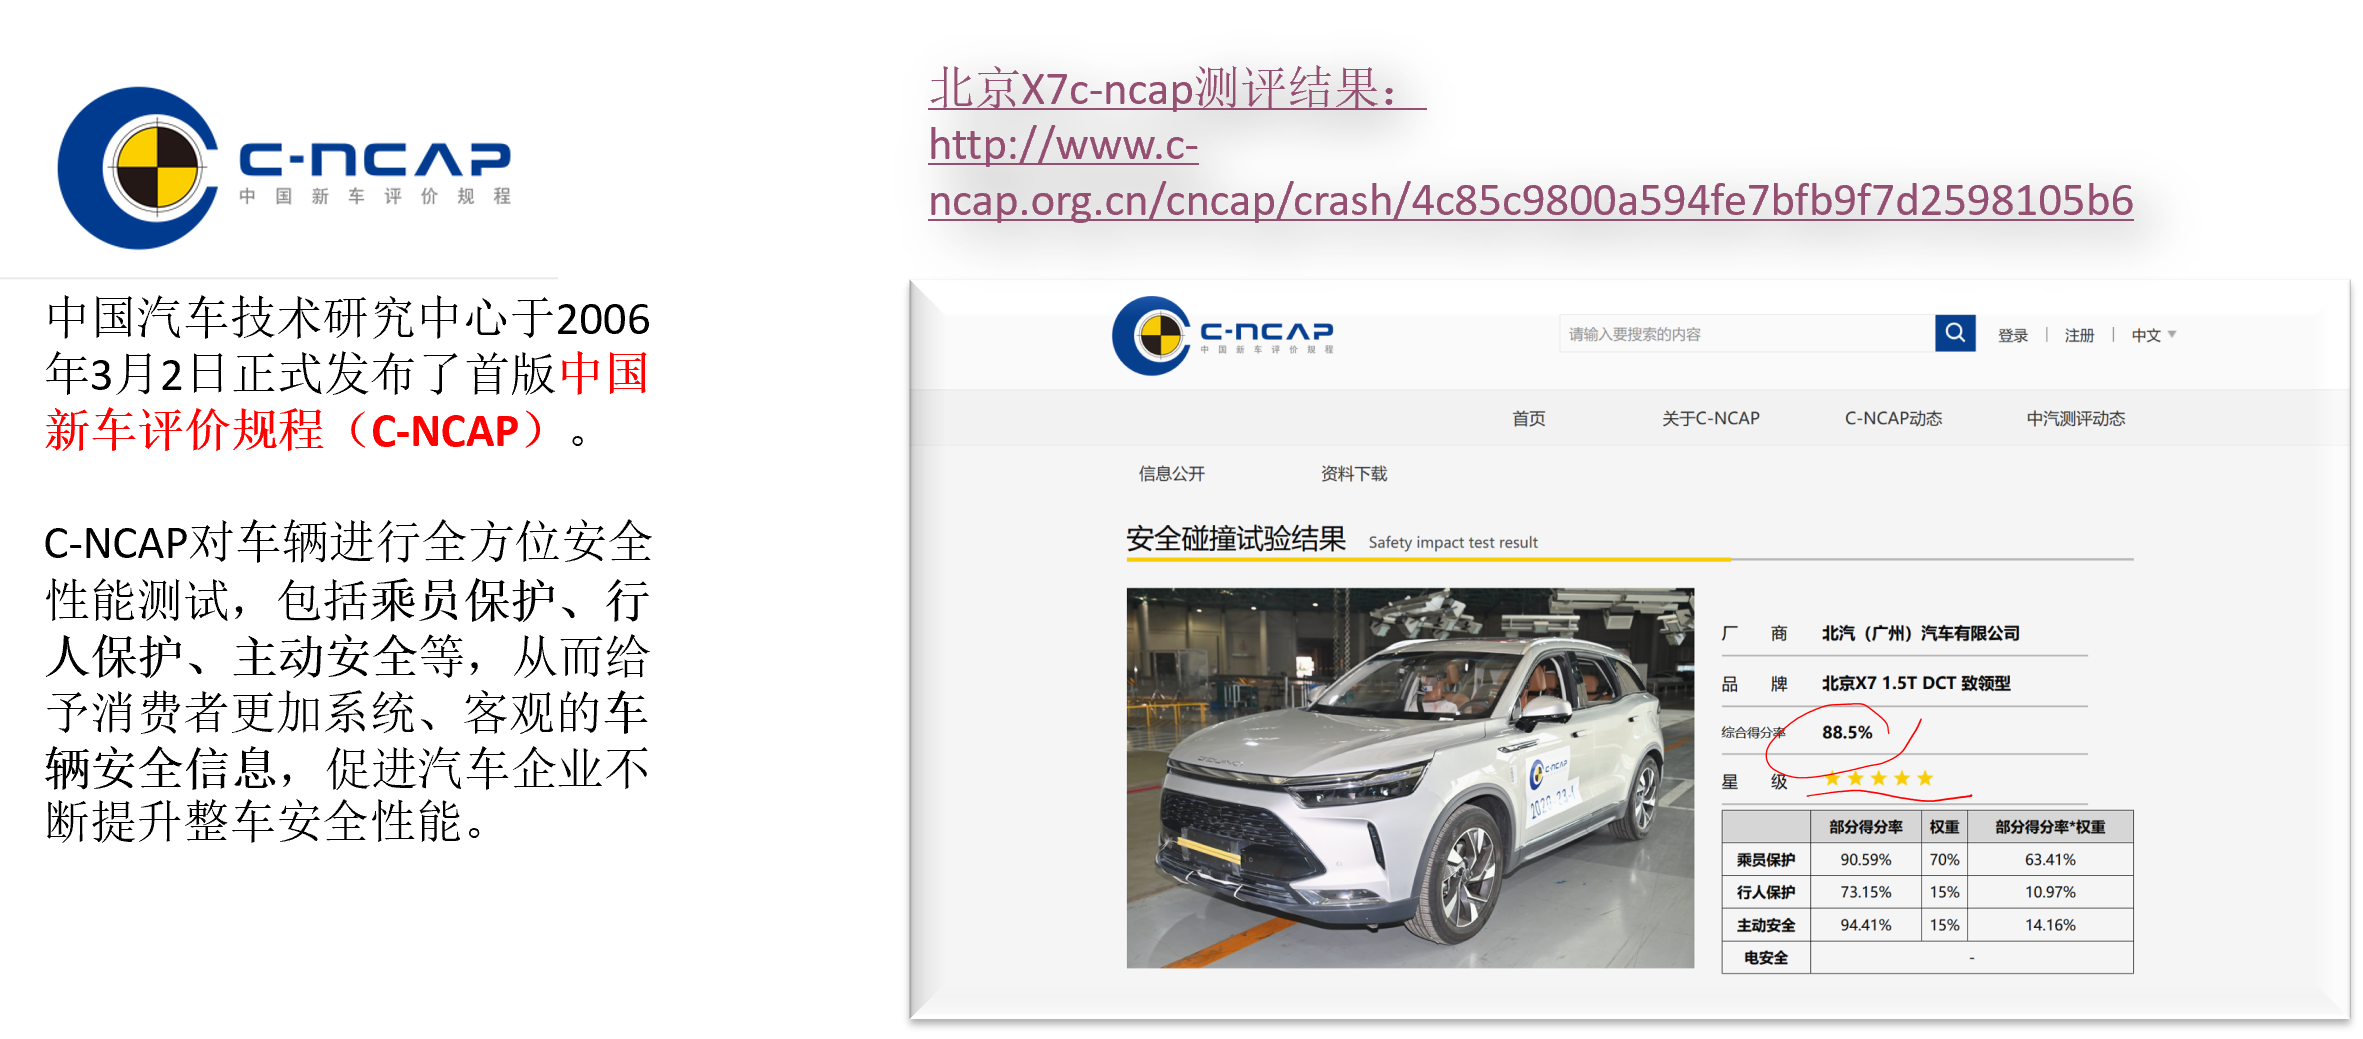 C-NCAP
中国新车评价规程
中国汽车技术研究中心于2006
年3月2日正式发布了首版中国
新车评价规程（C-NCAP）。
C-NCAP对车辆进行全方位安全
性能测试，包括乘员保护、行
人保护、主动安全等，从而给
予消费者更加系统、客观的车
辆安全信息，促进汽车企业不
断提升整车安全性能。
北京X7c-ncap测评结果：
http://www.c-
ncap.org.cn/cncap/crash/4c85c9800a594fe7bfb9f7d2598105b6
C-NCAP
中国新车评价规程
请输入要搜索的内容
登录 | 注册 | 中文
首页 关于C-NCAP C-NCAP动态 中汽测评动态
信息公开 资料下载
安全碰撞试验结果 Safety impact test result
厂商 北汽（广州）汽车有限公司
品牌 北京X7 1.5T DCT 致领型
综合得分率 88.5%
星级 ★★★★★
部分得分率 权重 部分得分率*权重
乘员保护 90.59% 70% 63.41%
行人保护 73.15% 15% 10.97%
主动安全 94.41% 15% 14.16%
电安全 -
C-NCAP